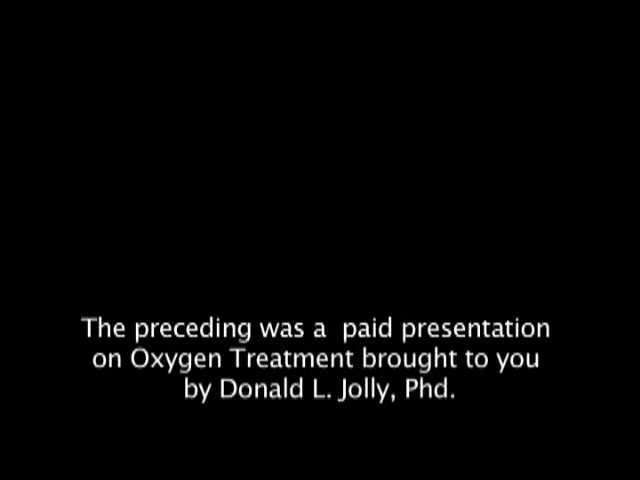 The preceding was a  paid presentation
on Oxygen Treatment brought to you
by Donald L. Jolly, Phd.